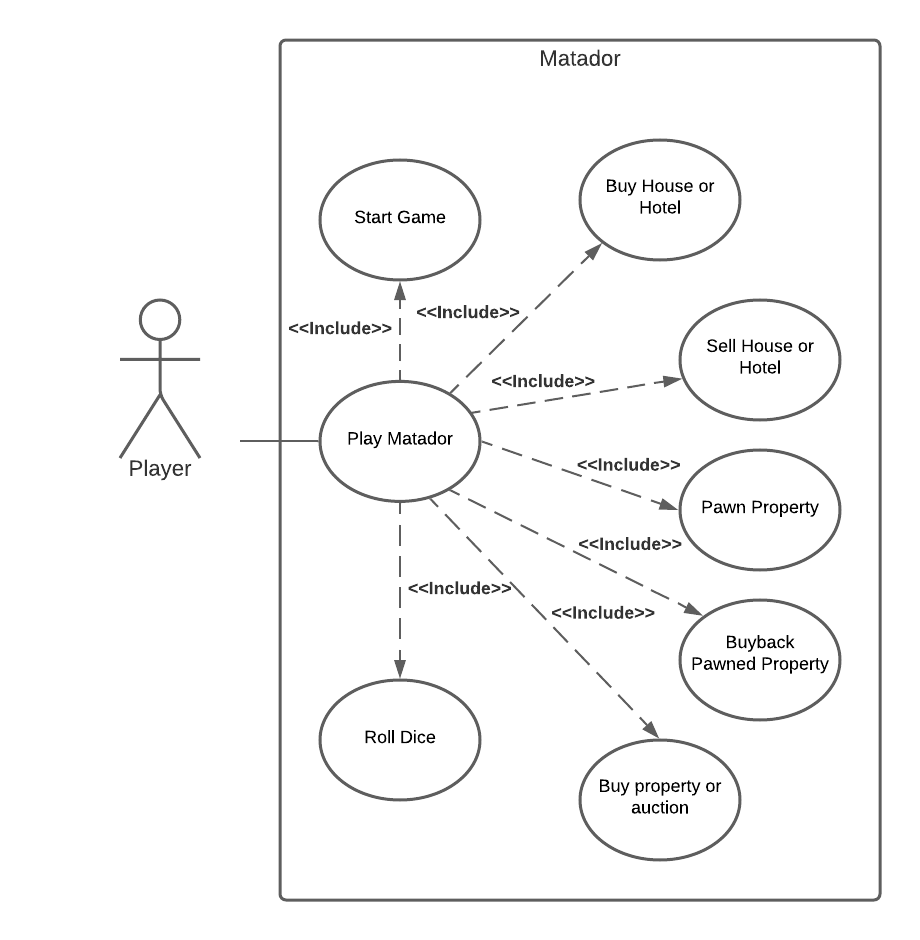 Matador
Buy House or
Hotel
Start Game
<<Include>>
<<Include>>
Sell House or
Hotel
<<Include>>
Play Matador
<<Include>>
Player
Pawn Property
<<Include>>
<<Include>>
<<Include>>
Buyback
Pawned Property
Roll Dice
Buy property or
auction